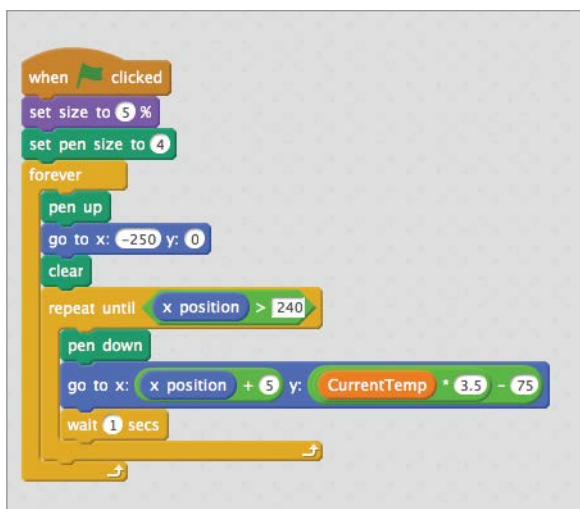 when clicked
set size to 5 %
set pen size to 4
forever
pen up
go to x: -250 y: 0
clear
repeat until x position > 240
pen down
go to x: x position + 5 y: CurrentTemp * 3.5 - 75
wait 1 secs